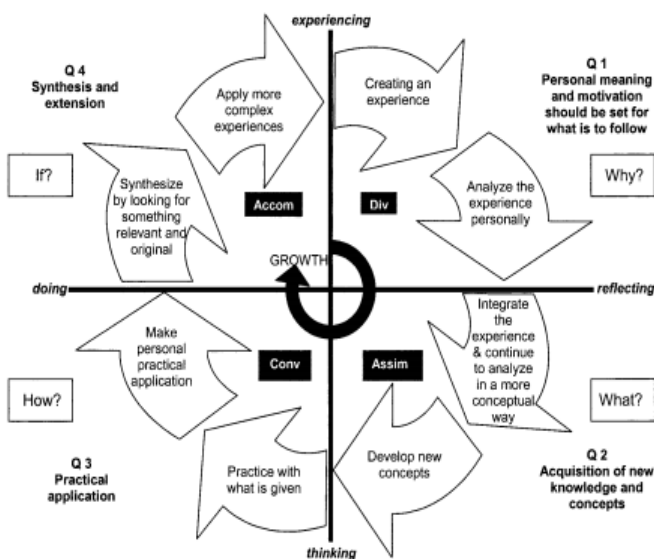 experiencing
Q 4
Synthesis and
extension
Q 1
Personal meaning
and motivation
should be set for
what is to follow
Apply more
complex
experiences
Creating an
experience
If?
Synthesize
by looking for
something
relevant and
original
Accom
Div
Analyze the
experience
personally
Why?
GROWTH
doing
reflecting
Make
personal
practical
application
Integrate
the
experience
& continue
to analyze
in a more
conceptual
way
Conv
Assim
How?
What?
Q 3
Practical
application
Practice with
what is given
Develop new
concepts
Q 2
Acquisition of new
knowledge and
concepts
thinking